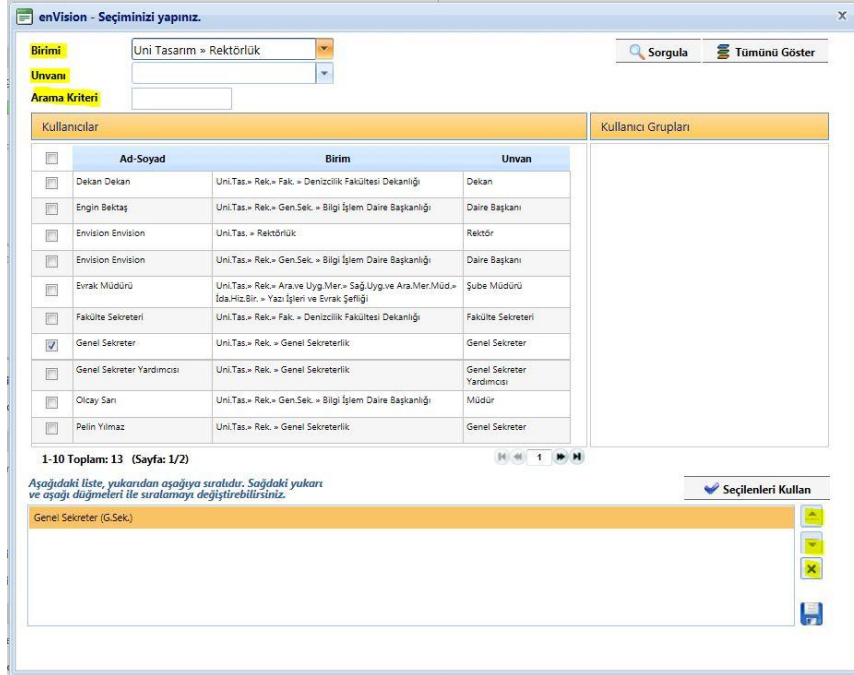 enVision - Seçiminizi yapınız.
x
Birimi
Uni Tasarım » Rektörlük
Sorgula
Tümünü Göster
Unvanı
Arama Kriteri
Kullanıcılar
Kullanıcı Grupları
Ad-Soyad Birim Unvan
Dekan Dekan Uni.Tas.» Rek.» Fak. » Denizcilik Fakültesi Dekanlığı Dekan
Engin Bektaş Uni.Tas.» Rek.» Gen.Sek. » Bilgi İşlem Daire Başkanlığı Daire Başkanı
Envision Envision Uni.Tas. » Rektörlük Rektör
Envision Envision Uni.Tas.» Rek.» Gen.Sek. » Bilgi İşlem Daire Başkanlığı Daire Başkanı
Evrak Müdürü Uni.Tas.» Rek.» Ara.ve Uyg.Mer.» Sağ.Uyg.ve Ara.Mer.Müd.» Şube Müdürü
İda.Hiz.Bir. » Yazı İşleri ve Evrak Şefliği
Fakülte Sekreteri Uni.Tas.» Rek.» Fak. » Denizcilik Fakültesi Dekanlığı Fakülte Sekreteri
Genel Sekreter Uni.Tas.» Rek. » Genel Sekreterlik Genel Sekreter
Genel Sekreter Yardımcısı Uni.Tas.» Rek. » Genel Sekreterlik Genel Sekreter
Yardımcısı
Olcay Sarı Uni.Tas.» Rek.» Gen.Sek. » Bilgi İşlem Daire Başkanlığı Müdür
Pelin Yılmaz Uni.Tas.» Rek. » Genel Sekreterlik Genel Sekreter
1-10 Toplam: 13 (Sayfa: 1/2)
1
Aşağıdaki liste, yukarıdan aşağıya sıralıdır. Sağdaki yukarı
ve aşağı düğmeleri ile sıralamayı değiştirebilirsiniz.
Seçilenleri Kullan
Genel Sekreter (G.Sek.)